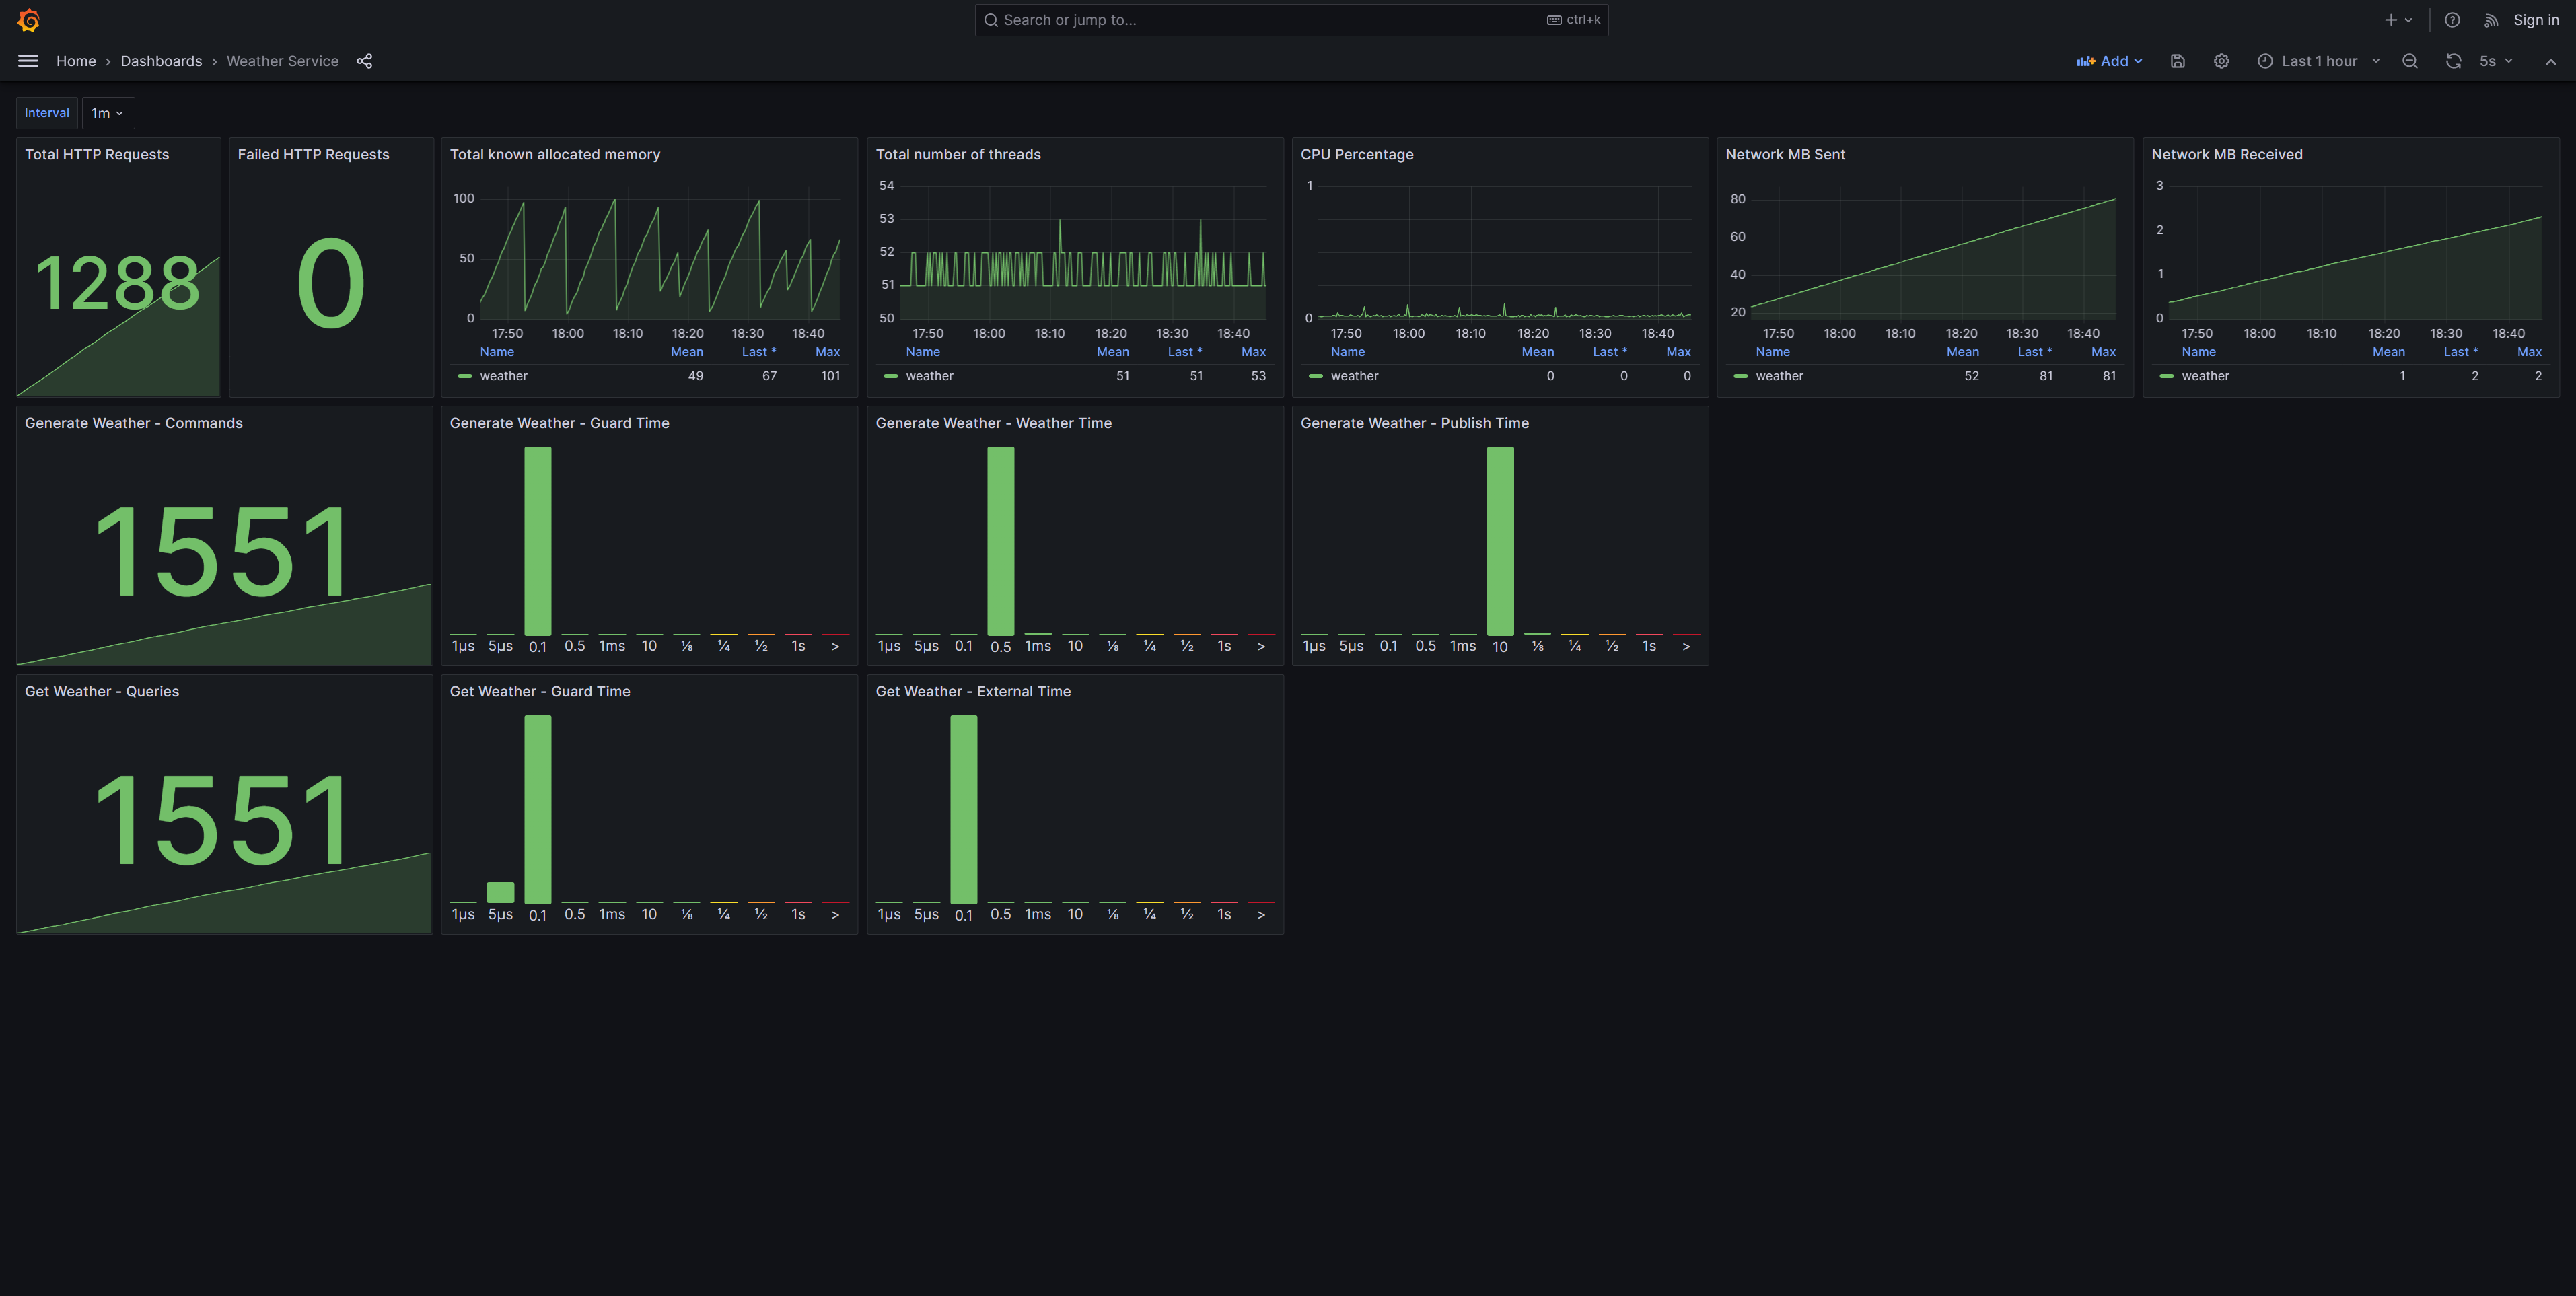 Search or jump to... ctrl+k Sign in
Home › Dashboards › Weather Service Add Last 1 hour 5s
Interval 1m
Total HTTP Requests
1288
Failed HTTP Requests
0
Total known allocated memory
100
50
0
17:50 18:00 18:10 18:20 18:30 18:40
Name Mean Last * Max
weather 49 67 101
Total number of threads
54
53
52
51
50
17:50 18:00 18:10 18:20 18:30 18:40
Name Mean Last * Max
weather 51 51 53
CPU Percentage
1
0
17:50 18:00 18:10 18:20 18:30 18:40
Name Mean Last * Max
weather 0 0 0
Network MB Sent
80
60
40
20
17:50 18:00 18:10 18:20 18:30 18:40
Name Mean Last * Max
weather 52 81 81
Network MB Received
3
2
1
0
17:50 18:00 18:10 18:20 18:30 18:40
Name Mean Last * Max
weather 1 2 2
Generate Weather - Commands
1551
Generate Weather - Guard Time
1µs 5µs 0.1 0.5 1ms 10 ⅛ ¼ ½ 1s >
Generate Weather - Weather Time
1µs 5µs 0.1 0.5 1ms 10 ⅛ ¼ ½ 1s >
Generate Weather - Publish Time
1µs 5µs 0.1 0.5 1ms 10 ⅛ ¼ ½ 1s >
Get Weather - Queries
1551
Get Weather - Guard Time
1µs 5µs 0.1 0.5 1ms 10 ⅛ ¼ ½ 1s >
Get Weather - External Time
1µs 5µs 0.1 0.5 1ms 10 ⅛ ¼ ½ 1s >